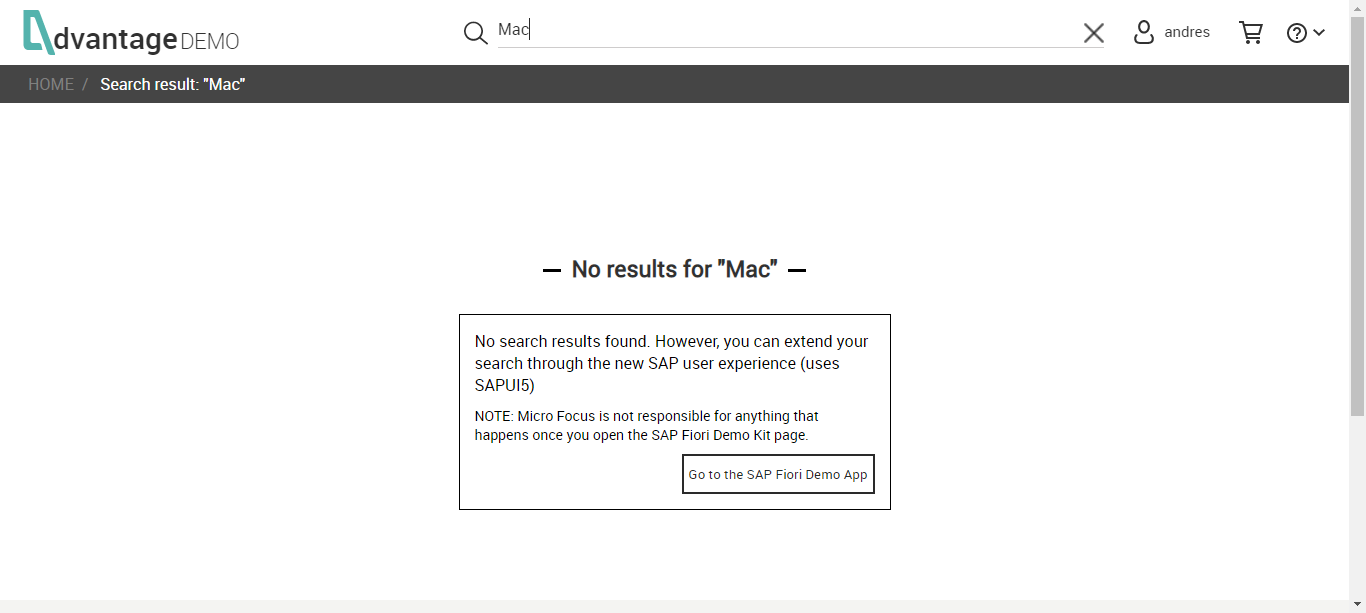 dvantage DEMO
Mac
andres
HOME / Search result: "Mac"
No results for "Mac"
No search results found. However, you can extend your
search through the new SAP user experience (uses
SAPUI5)
NOTE: Micro Focus is not responsible for anything that
happens once you open the SAP Fiori Demo Kit page.
Go to the SAP Fiori Demo App